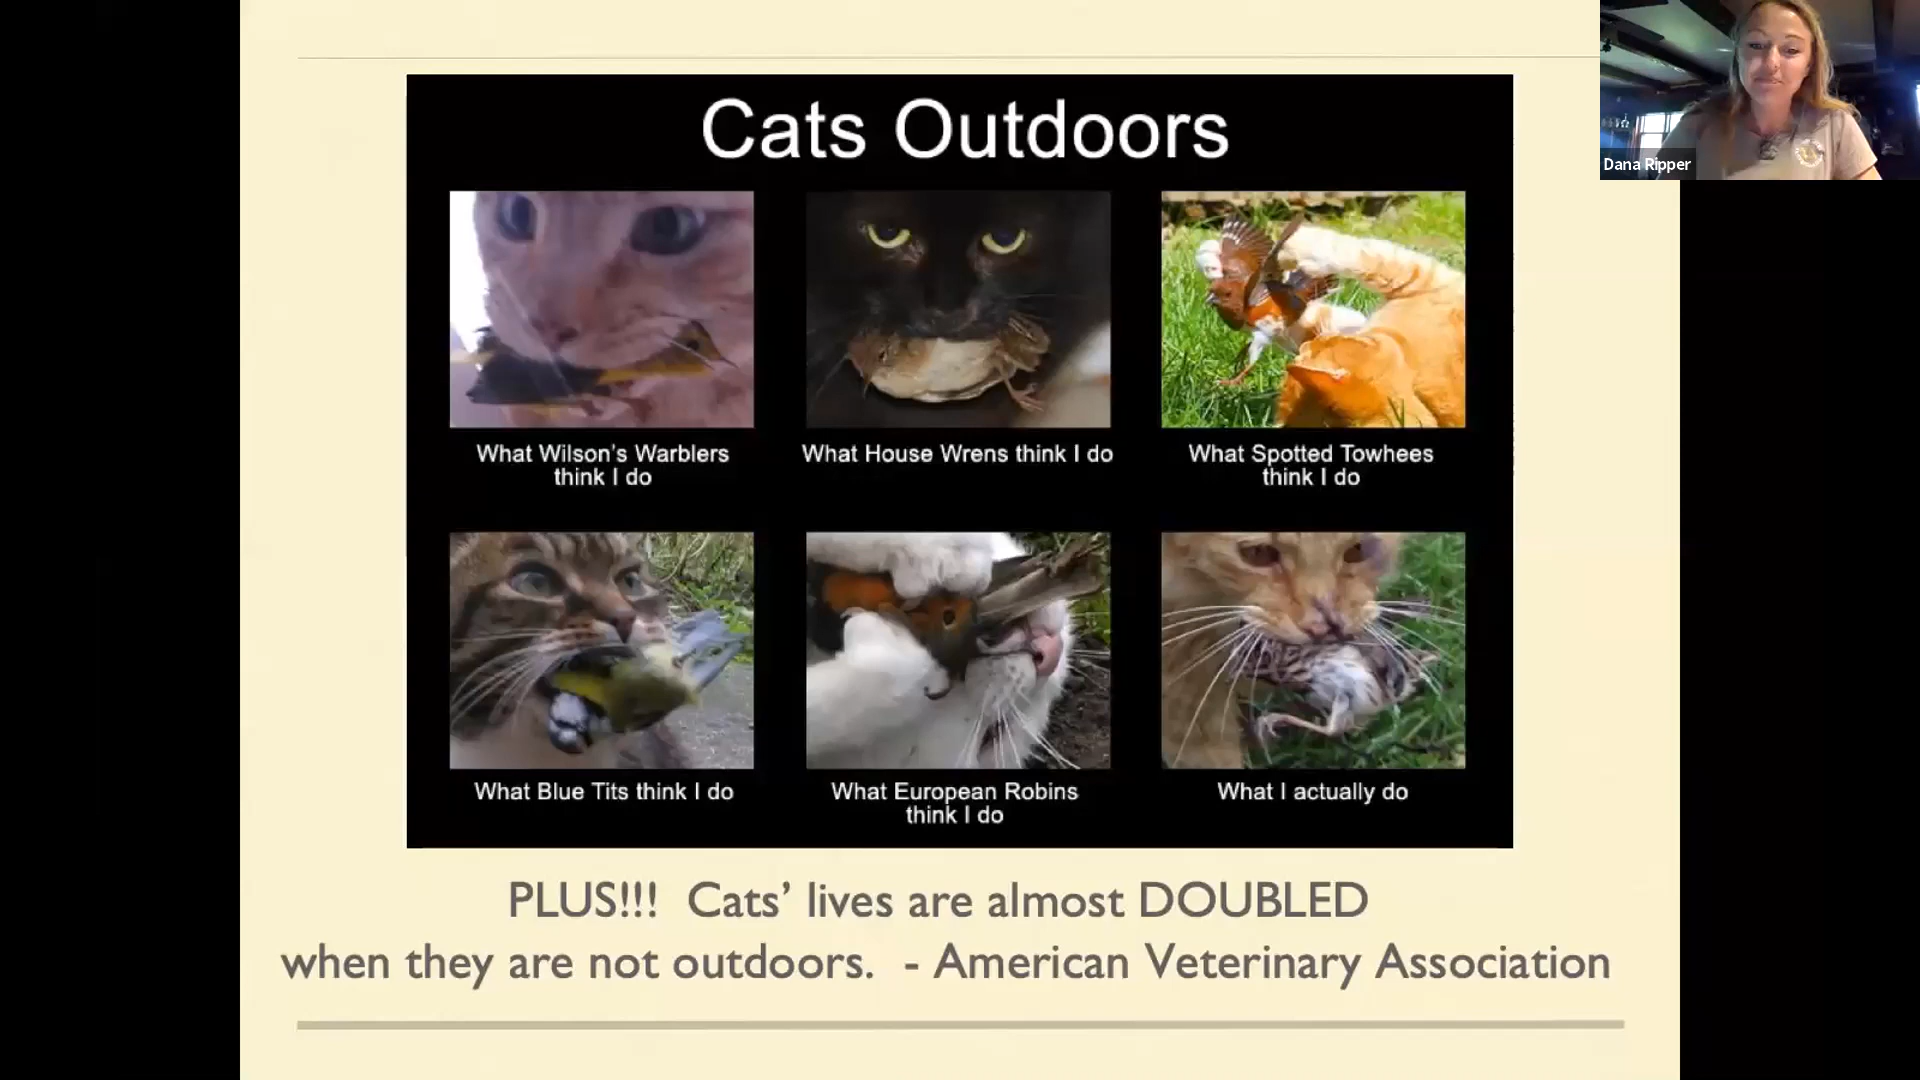 Cats Outdoors
Dana Ripper
What Wilson's Warblers
think I do
What House Wrens think I do
What Spotted Towhees
think I do
What Blue Tits think I do
What European Robins
think I do
What I actually do
PLUS!!! Cats' lives are almost DOUBLED
when they are not outdoors. - American Veterinary Association